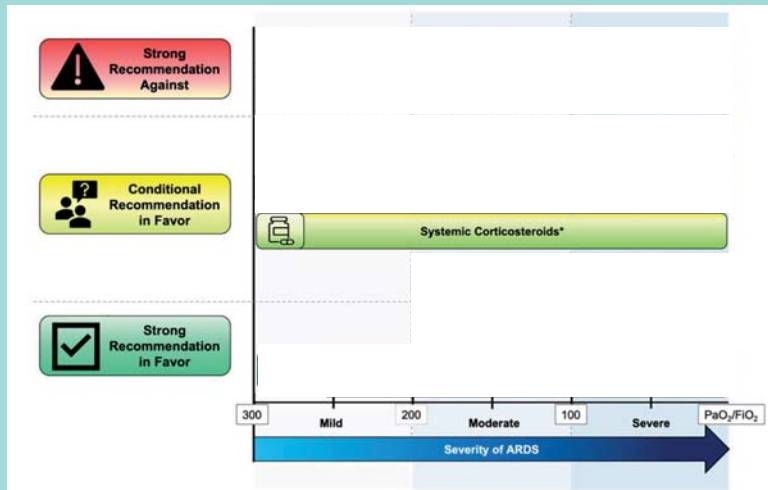 Strong
Recommendation
Against
Conditional
Recommendation
in Favor
Systemic Corticosteroids*
Strong
Recommendation
in Favor
300
200
100
PaO₂/FiO₂
Mild
Moderate
Severe
Severity of ARDS
?